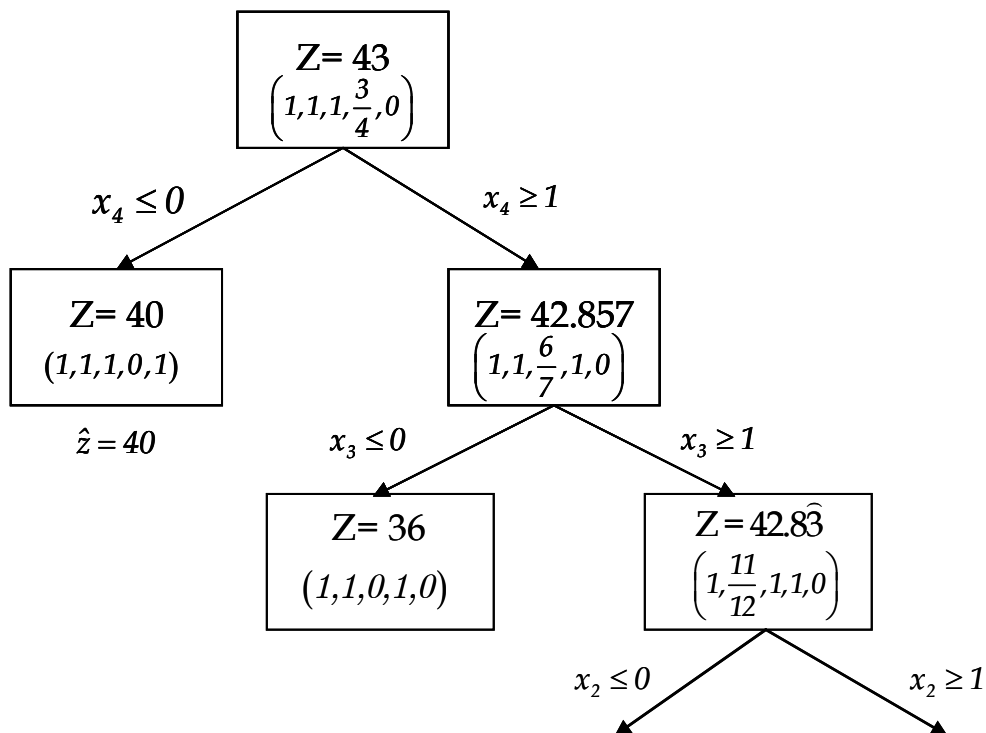 Z= 43
(1,1,1,3/4,0)
x₄ ≤ 0
x₄ ≥ 1
Z= 40
(1,1,1,0,1)
Z= 42.857
(1,1,6/7,1,0)
ẑ = 40
x₃ ≤ 0
x₃ ≥ 1
Z= 36
(1,1,0,1,0)
Z = 42.83̑
(1,11/12,1,1,0)
x₂ ≤ 0
x₂ ≥ 1